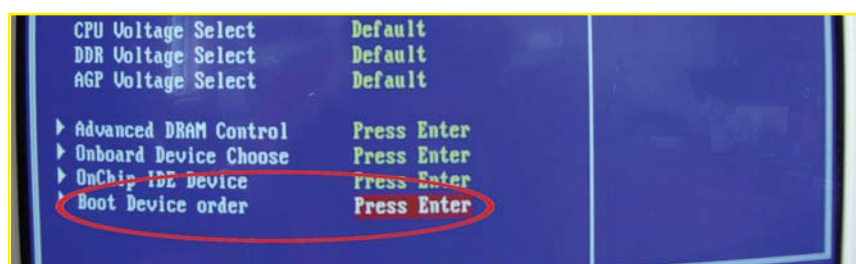 CPU Voltage Select Default
DDR Voltage Select Default
AGP Voltage Select Default
Advanced DRAM Control Press Enter
Onboard Device Choose Press Enter
OnChip IDE Device Press Enter
Boot Device order Press Enter